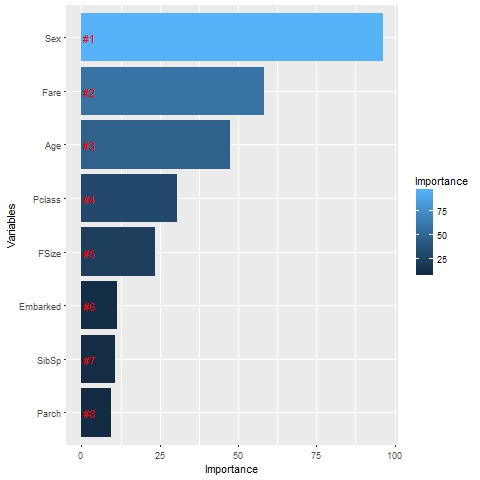 Sex #1
Fare #2
Age #3
Pclass #4
FSize #5
Embarked #6
SibSp #7
Parch #8
0 25 50 75 100
Importance
Variables
Importance
75
50
25